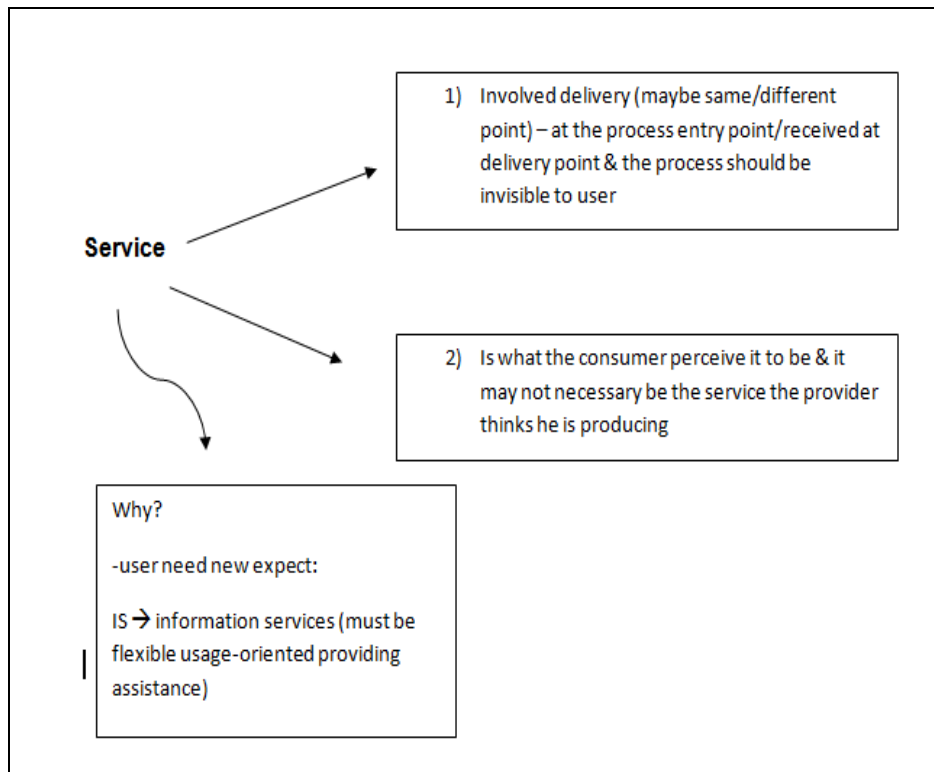 1) Involved delivery (maybe same/different
point) – at the process entry point/received at
delivery point & the process should be
invisible to user
Service
2) Is what the consumer perceive it to be & it
may not necessary be the service the provider
thinks he is producing
Why?
-user need new expect:
IS → information services (must be
flexible usage-oriented providing
assistance)